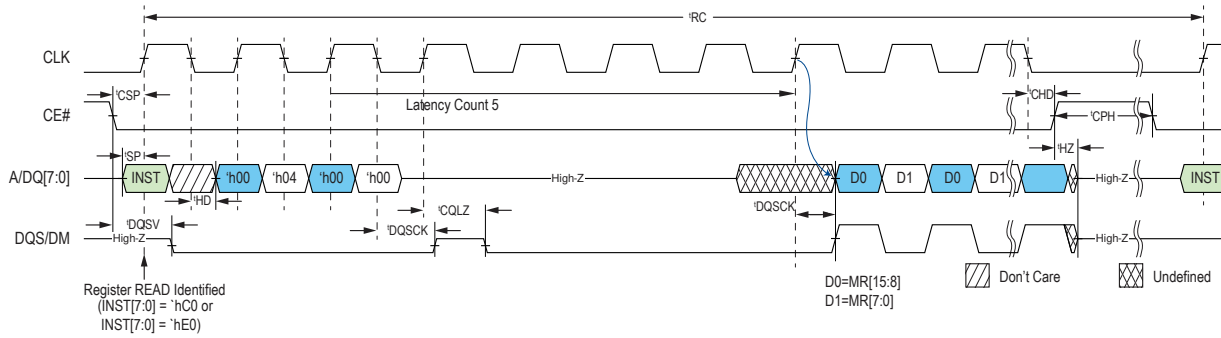 tRC
CLK
tCSP
Latency Count 5
tCHD
CE#
tCPH
tSP
tHZ
A/DQ[7:0]
INST
'h00
'h04
'h00
'h00
High-Z
D0
D1
D0
D1
High-Z
INST
tHD
tDQSV
tDQSCK
tCQLZ
tDQSCK
DQS/DM
High-Z
High-Z
Register READ Identified
(INST[7:0] = `hC0 or
INST[7:0] = `hE0)
D0=MR[15:8]
D1=MR[7:0]
Don't Care
Undefined